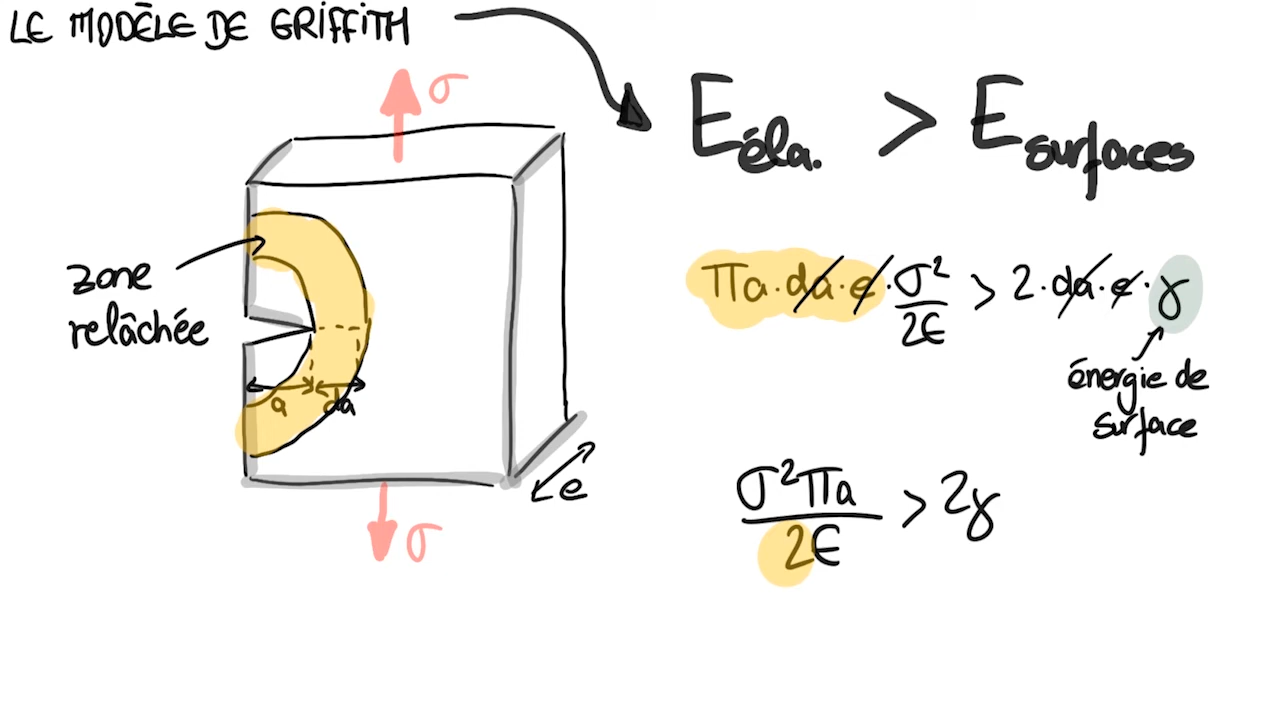 LE MODÈLE DE GRIFFITH
σ
Eéla. > Esurfaces
zone
relâchée
πa·da·e·σ²/2E > 2·da·e·γ
énergie de
surface
a
da
e
σ
σ²πa/2E > 2γ